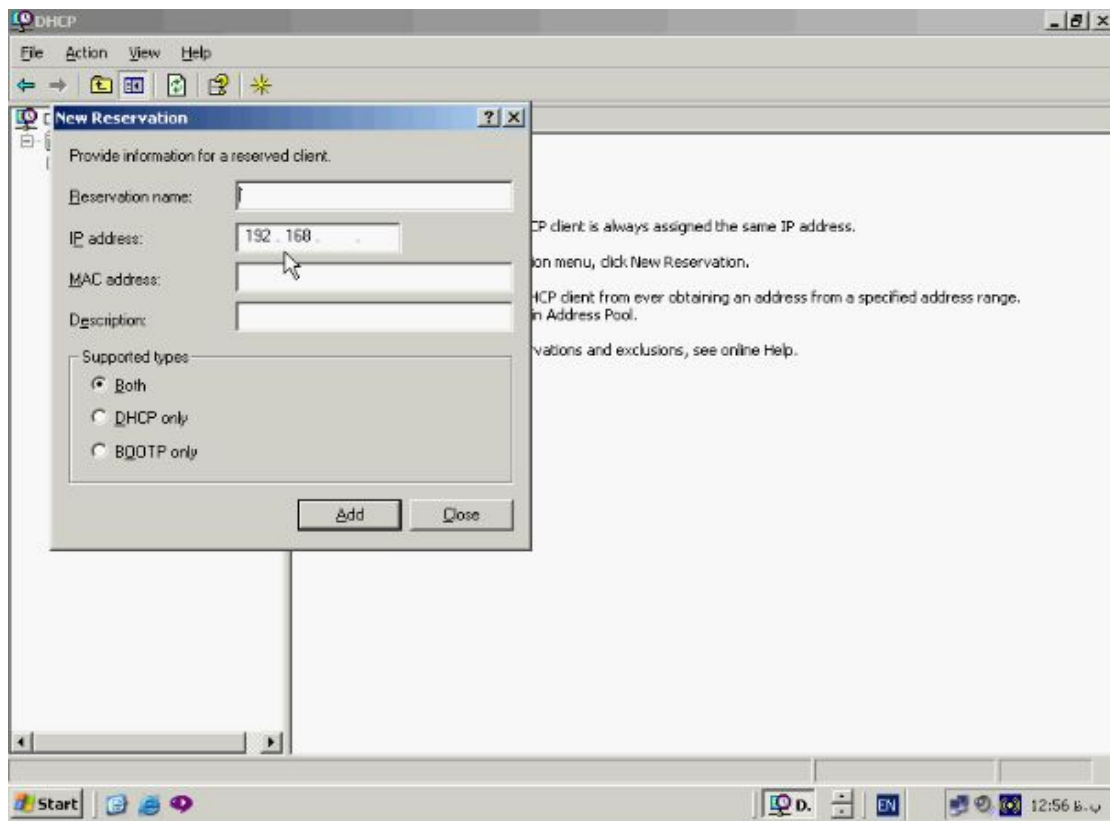 DHCP
File Action View Help
New Reservation
Provide information for a reserved client.
Reservation name:
IP address: 192 . 168 . .
MAC address:
Description:
Supported types
Both
DHCP only
BOOTP only
Add Close
CP client is always assigned the same IP address.
ion menu, click New Reservation.
HCP client from ever obtaining an address from a specified address range.
in Address Pool.
vations and exclusions, see online Help.
Start D. EN 12:56 ب.ظ